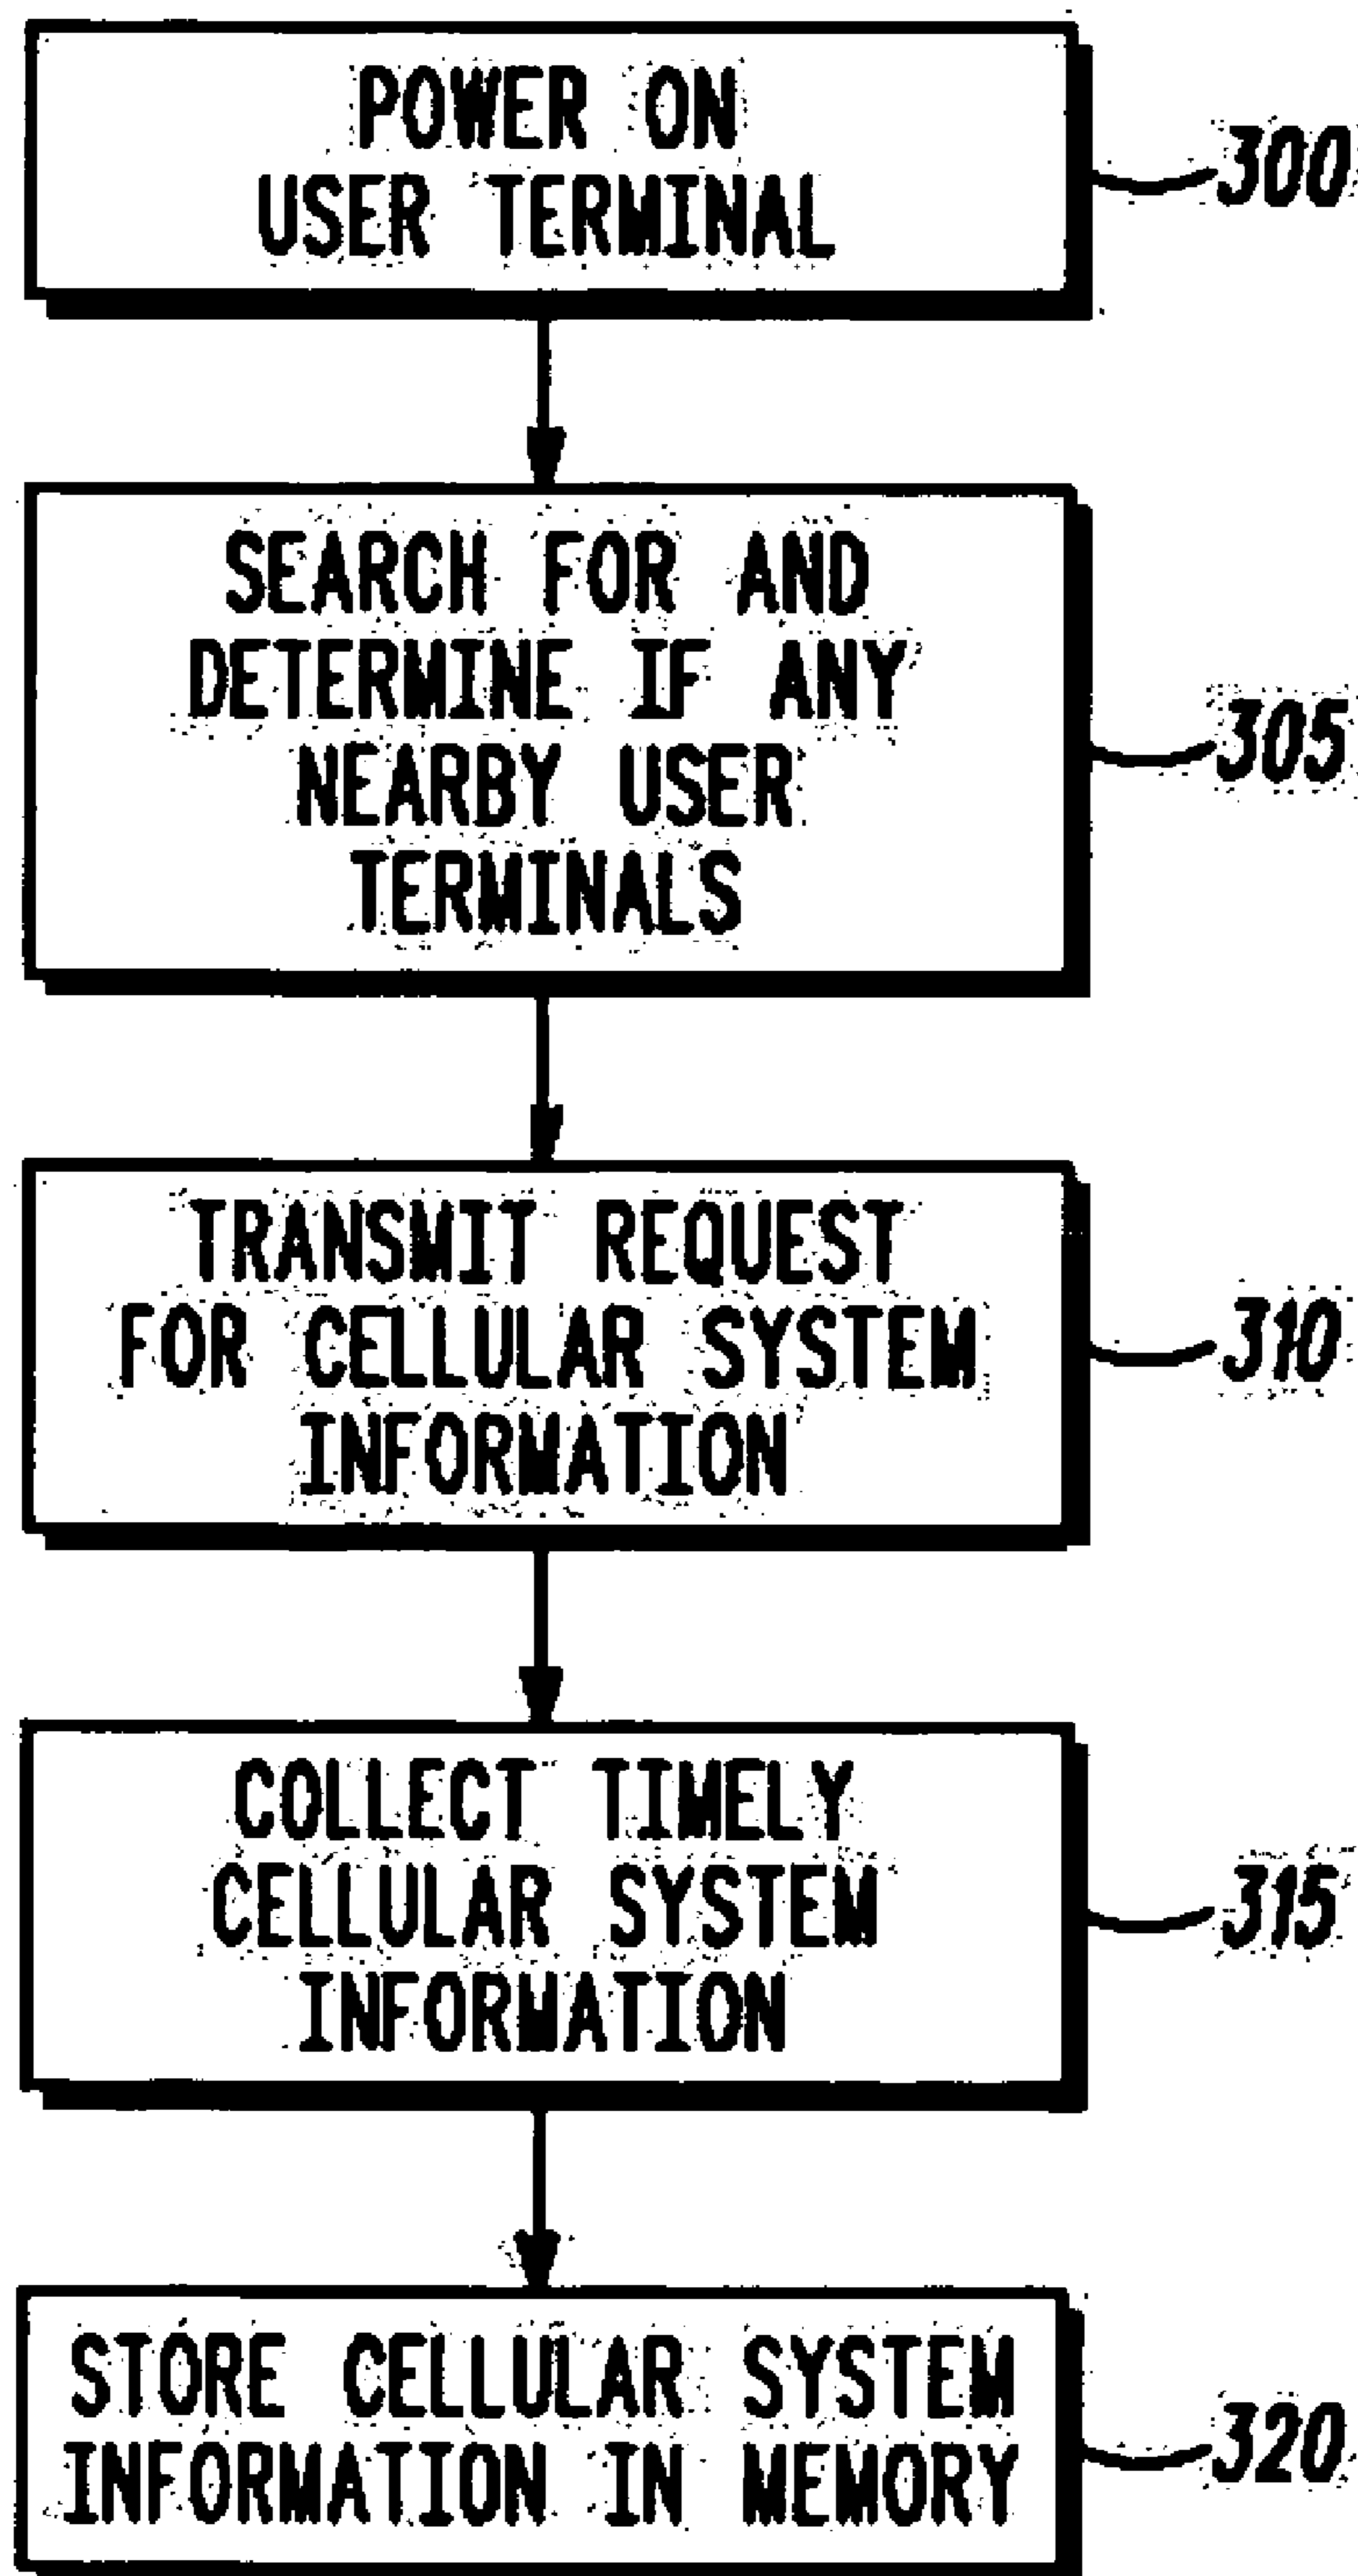 POWER ON
USER TERMINAL
300
SEARCH FOR AND
DETERMINE IF ANY
NEARBY USER
TERMINALS
305
TRANSMIT REQUEST
FOR CELLULAR SYSTEM
INFORMATION
310
COLLECT TIMELY
CELLULAR SYSTEM
INFORMATION
315
STORE CELLULAR SYSTEM
INFORMATION IN MEMORY
320